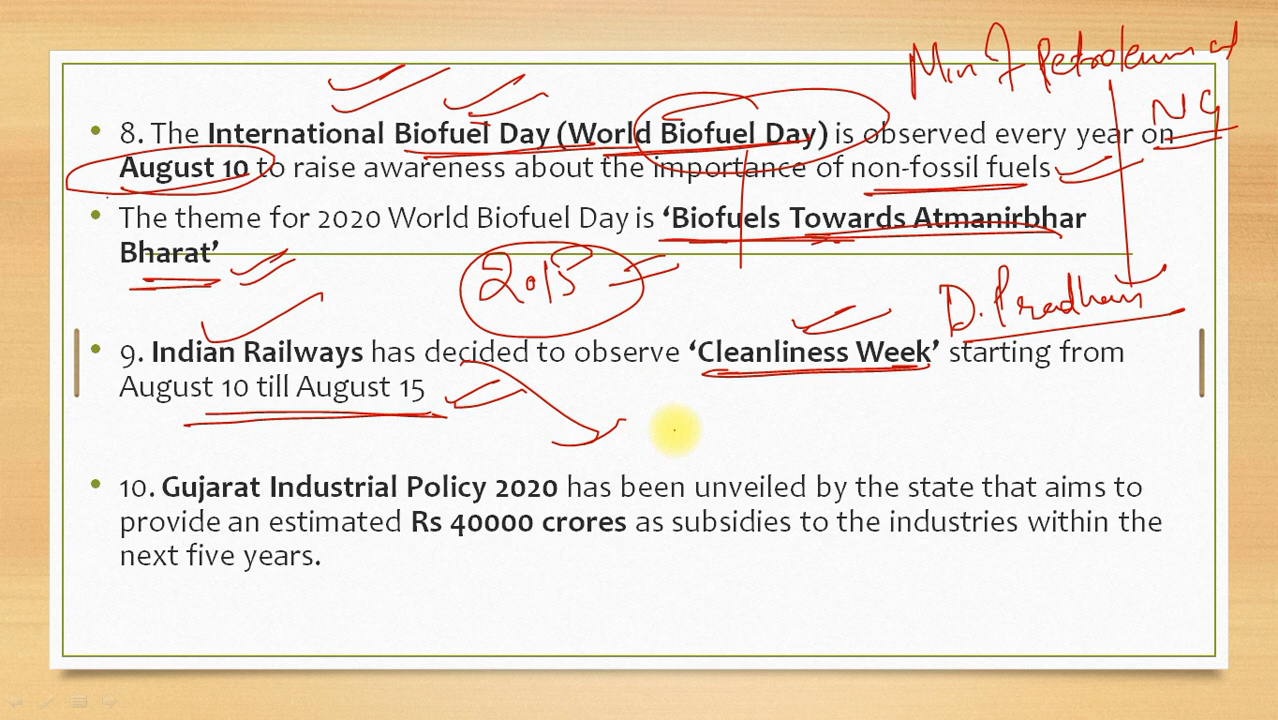 Min of Petroleum and
NG
• 8. The International Biofuel Day (World Biofuel Day) is observed every year on
August 10 to raise awareness about the importance of non-fossil fuels
• The theme for 2020 World Biofuel Day is ‘Biofuels Towards Atmanirbhar
Bharat’
2015
D. Pradhan
• 9. Indian Railways has decided to observe ‘Cleanliness Week’ starting from
August 10 till August 15
• 10. Gujarat Industrial Policy 2020 has been unveiled by the state that aims to
provide an estimated Rs 40000 crores as subsidies to the industries within the
next five years.